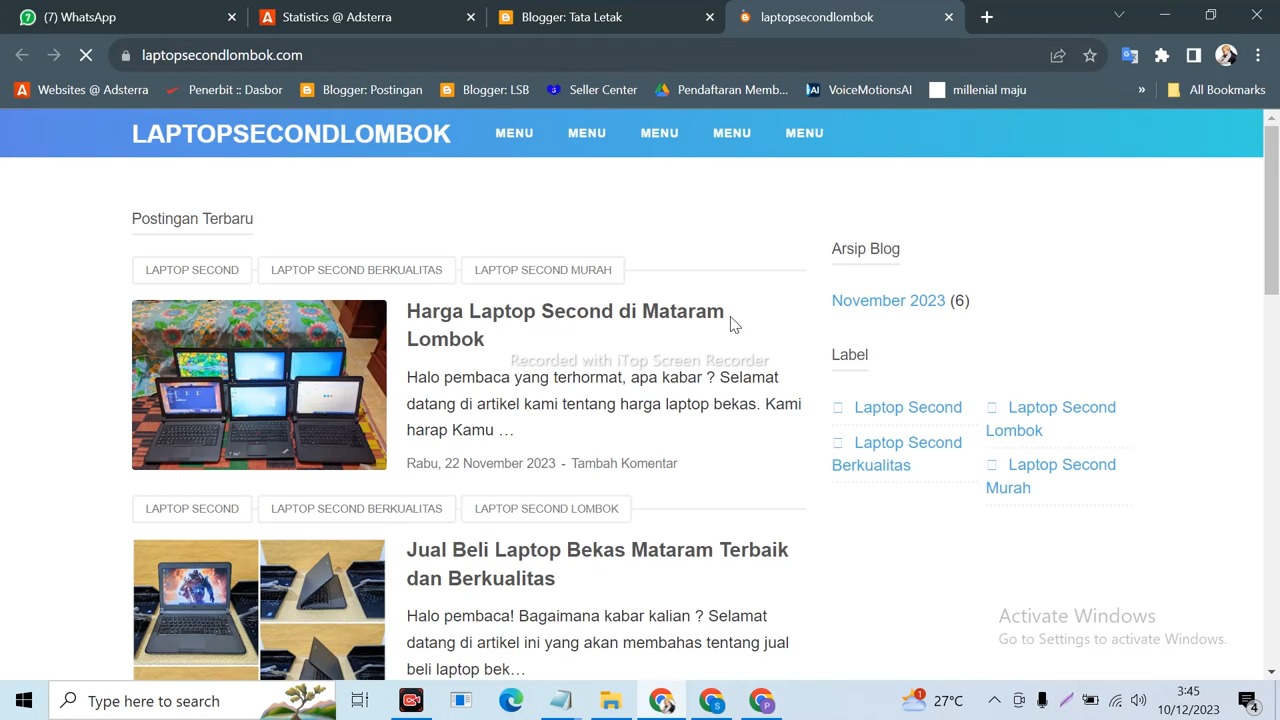 (7) WhatsApp
Statistics @ Adsterra
Blogger: Tata Letak
laptopsecondlombok
laptopsecondlombok.com
Websites @ Adsterra
Penerbit :: Dasbor
Blogger: Postingan
Blogger: LSB
Seller Center
Pendaftaran Memb...
VoiceMotionsAI
millenial maju
»
All Bookmarks
LAPTOPSECONDLOMBOK
MENU MENU MENU MENU MENU
Postingan Terbaru
LAPTOP SECOND
LAPTOP SECOND BERKUALITAS
LAPTOP SECOND MURAH
Harga Laptop Second di Mataram
Lombok
Recorded with iTop Screen Recorder
Halo pembaca yang terhormat, apa kabar ? Selamat
datang di artikel kami tentang harga laptop bekas. Kami
harap Kamu …
Rabu, 22 November 2023 - Tambah Komentar
LAPTOP SECOND
LAPTOP SECOND BERKUALITAS
LAPTOP SECOND LOMBOK
Jual Beli Laptop Bekas Mataram Terbaik
dan Berkualitas
Halo pembaca! Bagaimana kabar kalian ? Selamat
datang di artikel ini yang akan membahas tentang jual
beli laptop bek…
Arsip Blog
November 2023 (6)
Label
Laptop Second
Laptop Second
Berkualitas
Laptop Second
Lombok
Laptop Second
Murah
Activate Windows
Go to Settings to activate Windows.
Type here to search
1
27°C
3:45
10/12/2023
4